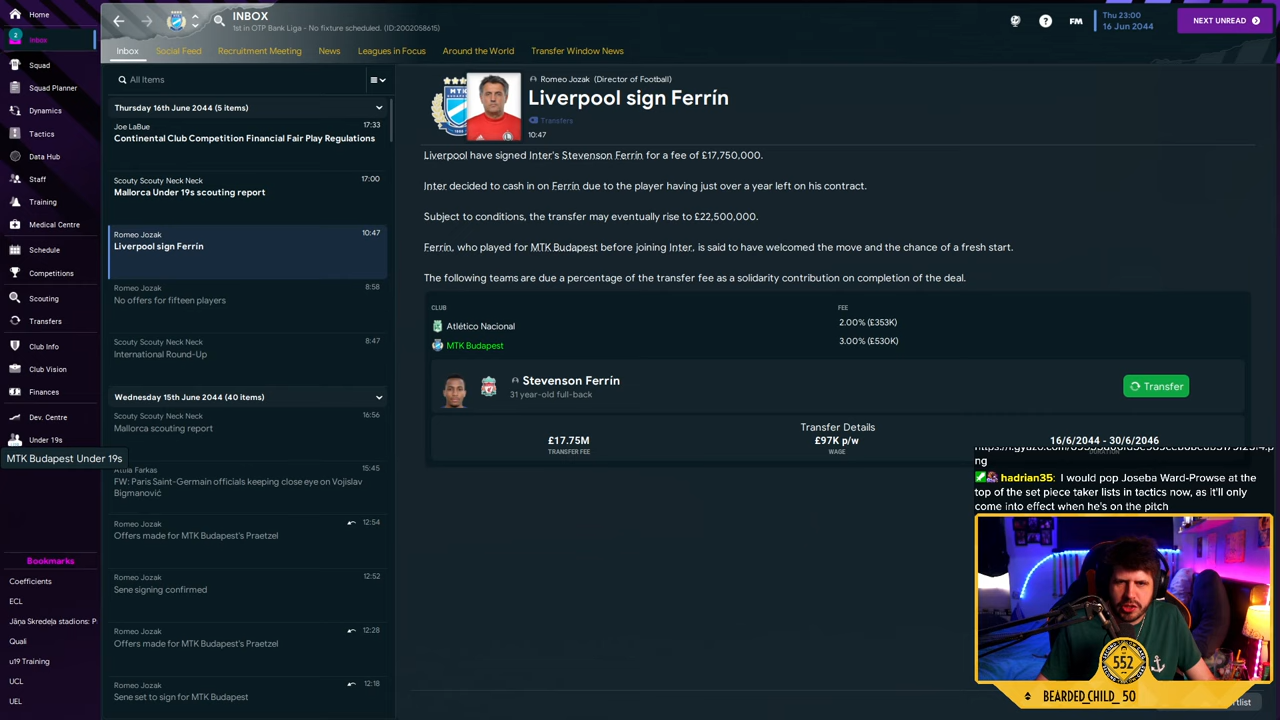 Home
2
Inbox
Squad
Squad Planner
Dynamics
Tactics
Data Hub
Staff
Training
Medical Centre
Schedule
Competitions
Scouting
Transfers
Club Info
Club Vision
Finances
Dev. Centre
Under 19s
MTK Budapest Under 19s
Bookmarks
Coefficients
ECL
Jāņa Skredeļa stadions: P
Quali
u19 Training
UCL
UEL
INBOX
1st in OTP Bank Liga - No fixture scheduled. (ID:2002058615)
?
FM
Thu 23:00
16 Jun 2044
NEXT UNREAD
Inbox
Social Feed
Recruitment Meeting
News
Leagues in Focus
Around the World
Transfer Window News
All Items
Thursday 16th June 2044 (5 items)
Joe LaBue
17:33
Continental Club Competition Financial Fair Play Regulations
Scouty Scouty Neck Neck
17:00
Mallorca Under 19s scouting report
Romeo Jozak
10:47
Liverpool sign Ferrín
Romeo Jozak
8:58
No offers for fifteen players
Scouty Scouty Neck Neck
8:47
International Round-Up
Wednesday 15th June 2044 (40 items)
Scouty Scouty Neck Neck
16:56
Mallorca scouting report
Attila Farkas
15:45
FW: Paris Saint-Germain officials keeping close eye on Vojislav
Bigmanović
Romeo Jozak
12:54
Offers made for MTK Budapest's Praetzel
Romeo Jozak
12:52
Sene signing confirmed
Romeo Jozak
12:28
Offers made for MTK Budapest's Praetzel
Romeo Jozak
12:18
Sene set to sign for MTK Budapest
MTK
Romeo Jozak (Director of Football)
Liverpool sign Ferrín
Transfers
10:47
Liverpool have signed Inter's Stevenson Ferrín for a fee of £17,750,000.
Inter decided to cash in on Ferrín due to the player having just over a year left on his contract.
Subject to conditions, the transfer may eventually rise to £22,500,000.
Ferrín, who played for MTK Budapest before joining Inter, is said to have welcomed the move and the chance of a fresh start.
The following teams are due a percentage of the transfer fee as a solidarity contribution on completion of the deal.
CLUB
FEE
Atlético Nacional
2.00% (£353K)
MTK Budapest
3.00% (£530K)
Stevenson Ferrín
31 year-old full-back
Transfer
Transfer Details
£17.75M
TRANSFER FEE
£97K p/w
WAGE
16/6/2044 - 30/6/2046
ng
hadrian35: I would pop Joseba Ward-Prowse at the
top of the set piece taker lists in tactics now, as it'll only
come into effect when he's on the pitch
552
BEARDED_CHILD_ 50